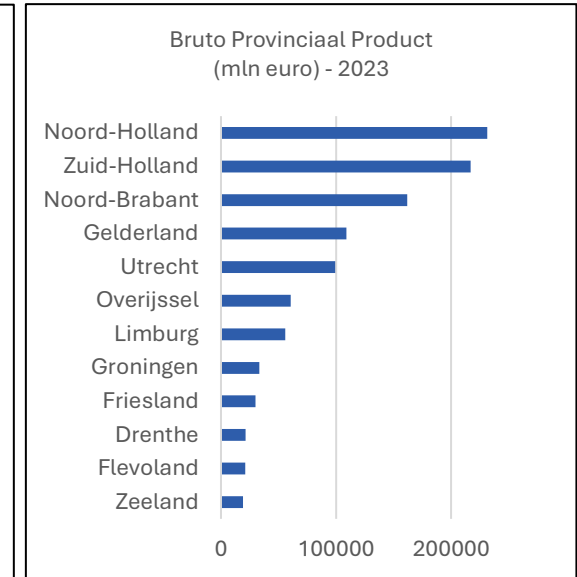 Bruto Provinciaal Product
(mln euro) - 2023
Noord-Holland
Zuid-Holland
Noord-Brabant
Gelderland
Utrecht
Overijssel
Limburg
Groningen
Friesland
Drenthe
Flevoland
Zeeland
0 100000 200000